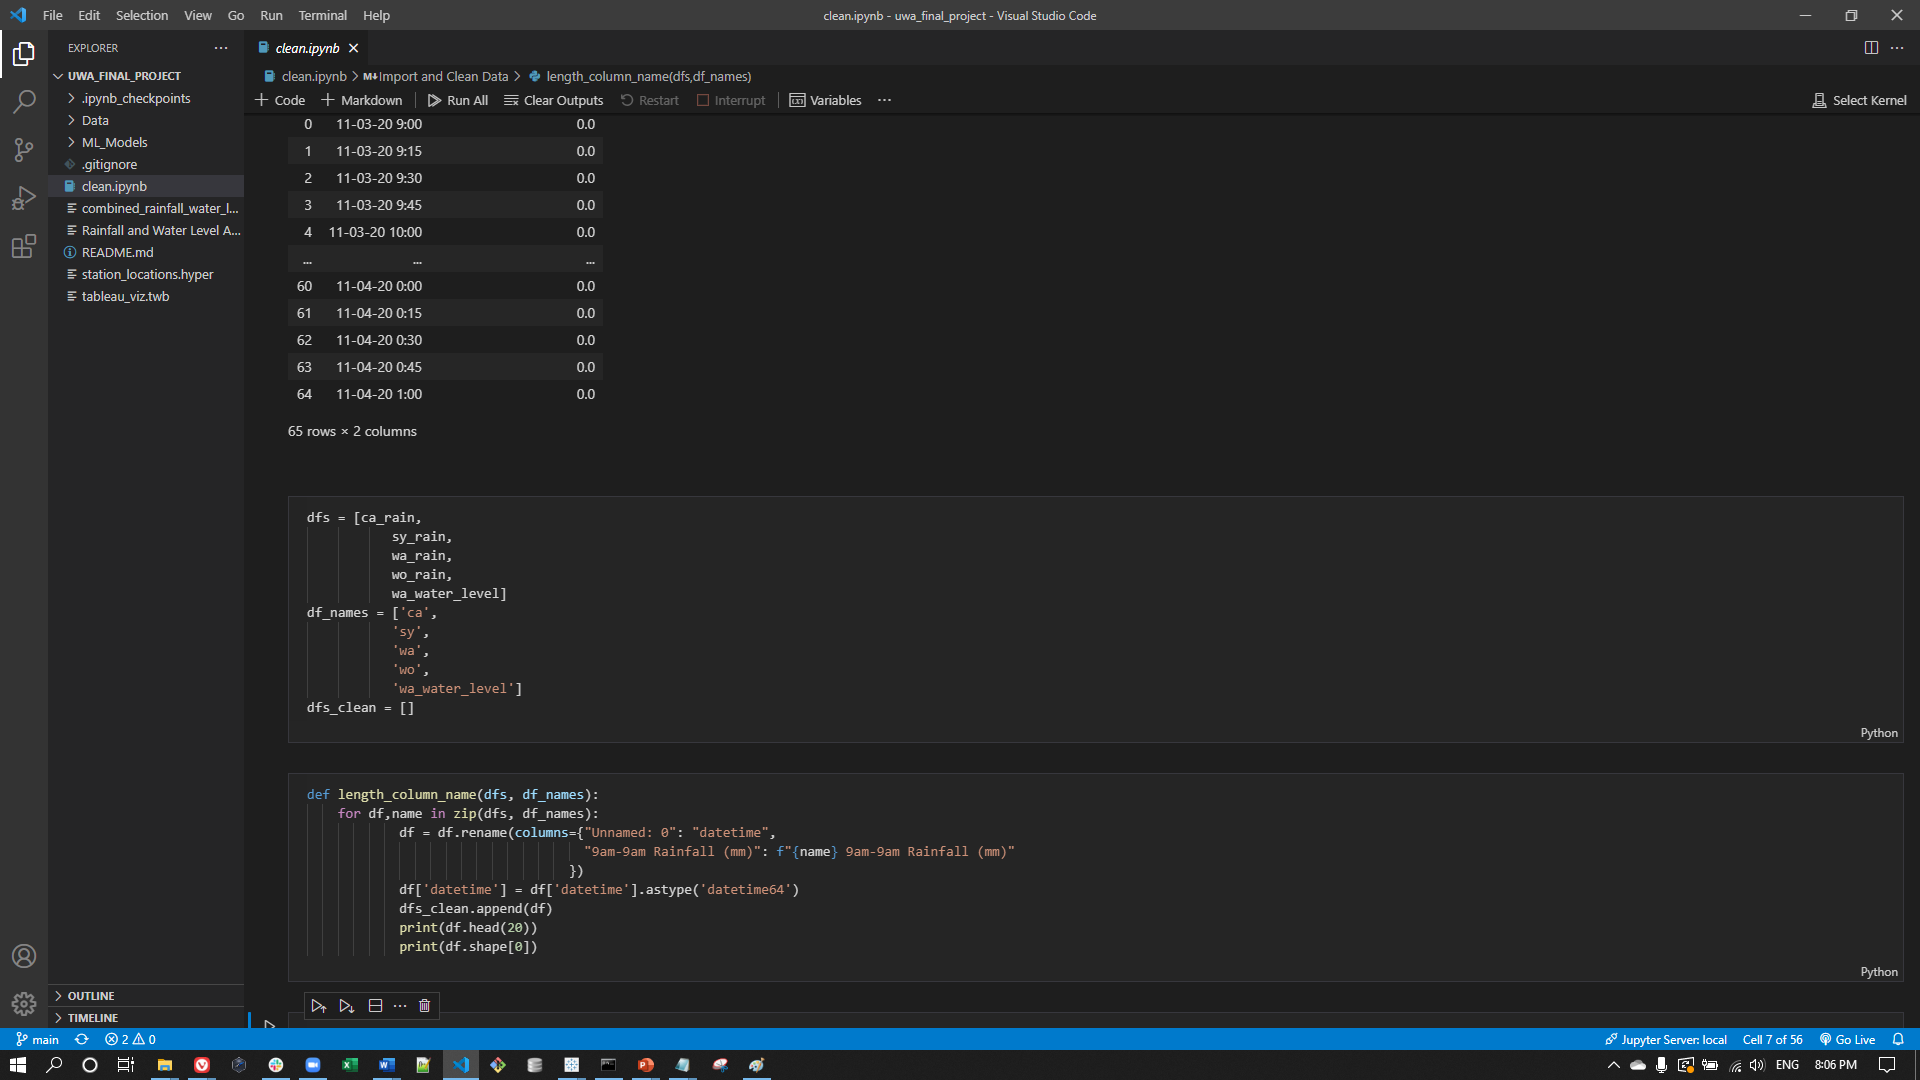 File Edit Selection View Go Run Terminal Help
clean.ipynb - uwa_final_project - Visual Studio Code
EXPLORER
UWA_FINAL_PROJECT
.ipynb_checkpoints
Data
ML_Models
.gitignore
clean.ipynb
combined_rainfall_water_l...
Rainfall and Water Level A...
README.md
station_locations.hyper
tableau_viz.twb
OUTLINE
TIMELINE
clean.ipynb
clean.ipynb > M↓Import and Clean Data > length_column_name(dfs,df_names)
+ Code + Markdown Run All Clear Outputs Restart Interrupt Variables ... Select Kernel
0 11-03-20 9:00 0.0
1 11-03-20 9:15 0.0
2 11-03-20 9:30 0.0
3 11-03-20 9:45 0.0
4 11-03-20 10:00 0.0
... ... ...
60 11-04-20 0:00 0.0
61 11-04-20 0:15 0.0
62 11-04-20 0:30 0.0
63 11-04-20 0:45 0.0
64 11-04-20 1:00 0.0
65 rows × 2 columns
dfs = [ca_rain,
sy_rain,
wa_rain,
wo_rain,
wa_water_level]
df_names = ['ca',
'sy',
'wa',
'wo',
'wa_water_level']
dfs_clean = []
Python
def length_column_name(dfs, df_names):
for df,name in zip(dfs, df_names):
df = df.rename(columns={"Unnamed: 0": "datetime",
"9am-9am Rainfall (mm)": f"{name} 9am-9am Rainfall (mm)"
})
df['datetime'] = df['datetime'].astype('datetime64')
dfs_clean.append(df)
print(df.head(20))
print(df.shape[0])
Python
main 2 0
Jupyter Server: local Cell 7 of 56 Go Live
ENG 8:06 PM